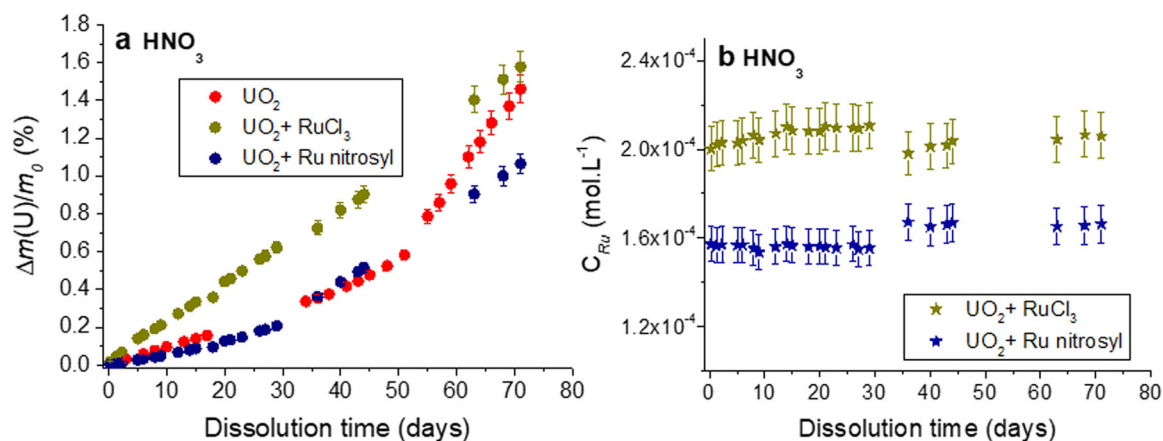 a HNO₃
UO₂
UO₂+ RuCl₃
UO₂+ Ru nitrosyl
Δm(U)/m₀ (%)
1.8
1.6
1.4
1.2
1.0
0.8
0.6
0.4
0.2
0.0
0 10 20 30 40 50 60 70 80
Dissolution time (days)
b HNO₃
C_Ru (mol.L⁻¹)
2.4x10⁻⁴
2.0x10⁻⁴
1.6x10⁻⁴
1.2x10⁻⁴
UO₂+ RuCl₃
UO₂+ Ru nitrosyl
0 10 20 30 40 50 60 70 80
Dissolution time (days)